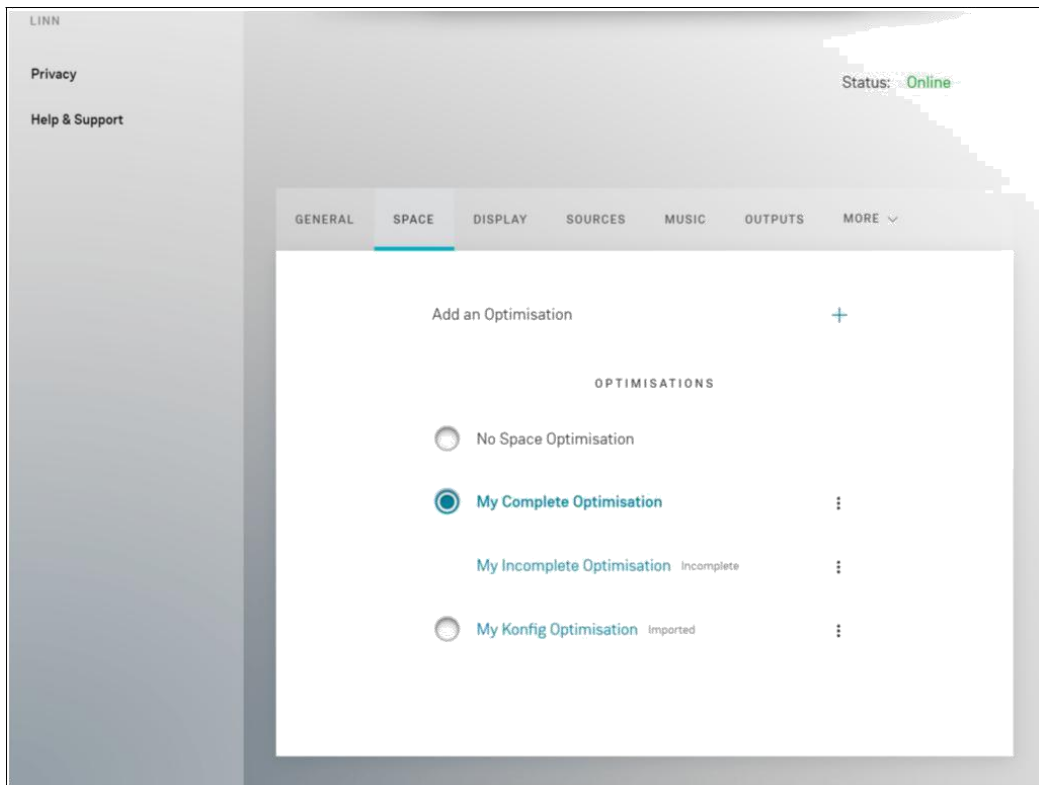 LINN
Privacy
Help & Support
Status: Online
GENERAL SPACE DISPLAY SOURCES MUSIC OUTPUTS MORE
Add an Optimisation
OPTIMISATIONS
No Space Optimisation
My Complete Optimisation
My Incomplete Optimisation Incomplete
My Konfig Optimisation Imported